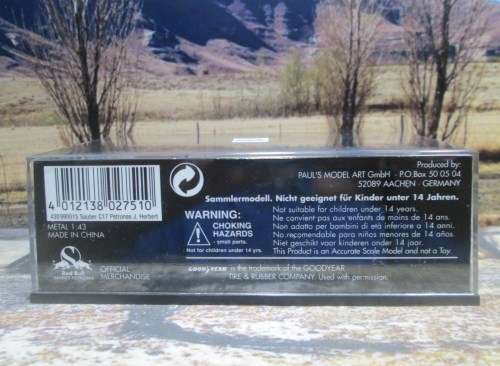 Produced by:
PAUL'S MODEL ART GmbH · P.O.Box 50 05 04
52089 AACHEN · GERMANY
4 012138 027510
430980015 Sauber C17 Petronas J. Herbert
METAL 1:43
MADE IN CHINA
Sammlermodell. Nicht geeignet für Kinder unter 14 Jahren.
WARNING:
CHOKING
HAZARDS
- small parts.
Not for children under 14 yrs.
Not suitable for children under 14 years.
Ne convient pas aux enfants de moins de 14 ans.
Non adatto per bambini di età inferiore a 14 anni.
No recomendable para niños menores de 14 años.
Niet geschikt voor kinderen onder 14 jaar.
This Product is an Accurate Scale Model and not a Toy.
Red Bull
OFFICIAL
MERCHANDISE
GOODYEAR is the trademark of the GOODYEAR
TIRE & RUBBER COMPANY. Used with permission.